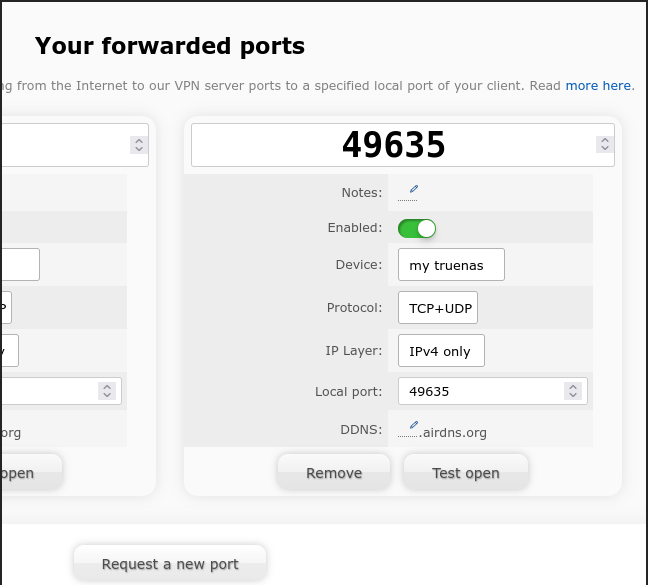 Your forwarded ports
ng from the Internet to our VPN server ports to a specified local port of your client. Read more here.
49635
Notes:
Enabled:
Device: my truenas
Protocol: TCP+UDP
IP Layer: IPv4 only
Local port: 49635
org
DDNS: .airdns.org
open
Remove Test open
Request a new port